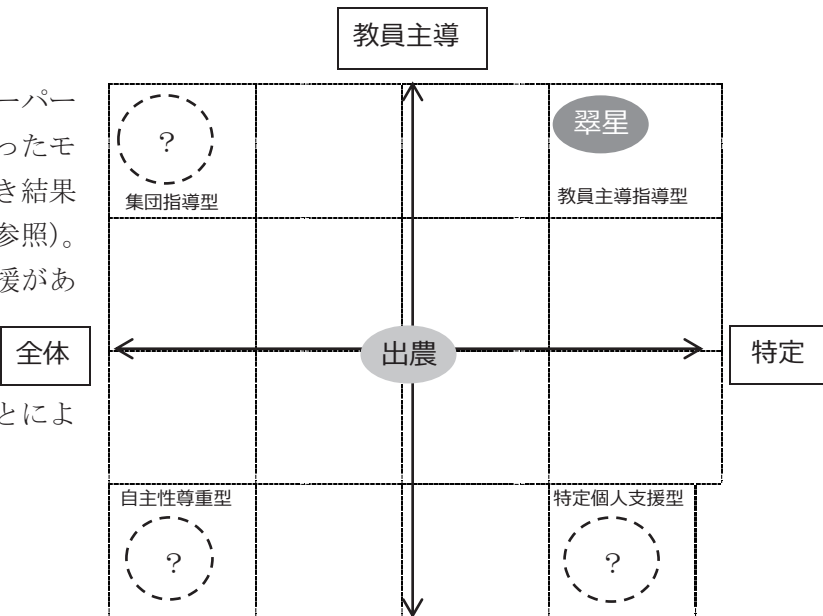 教員主導
ーパー
ったモ
き結果
参照)。
援があ
とによ
?
集団指導型
翠星
教員主導指導型
全体
出農
特定
自主性尊重型
?
特定個人支援型
?